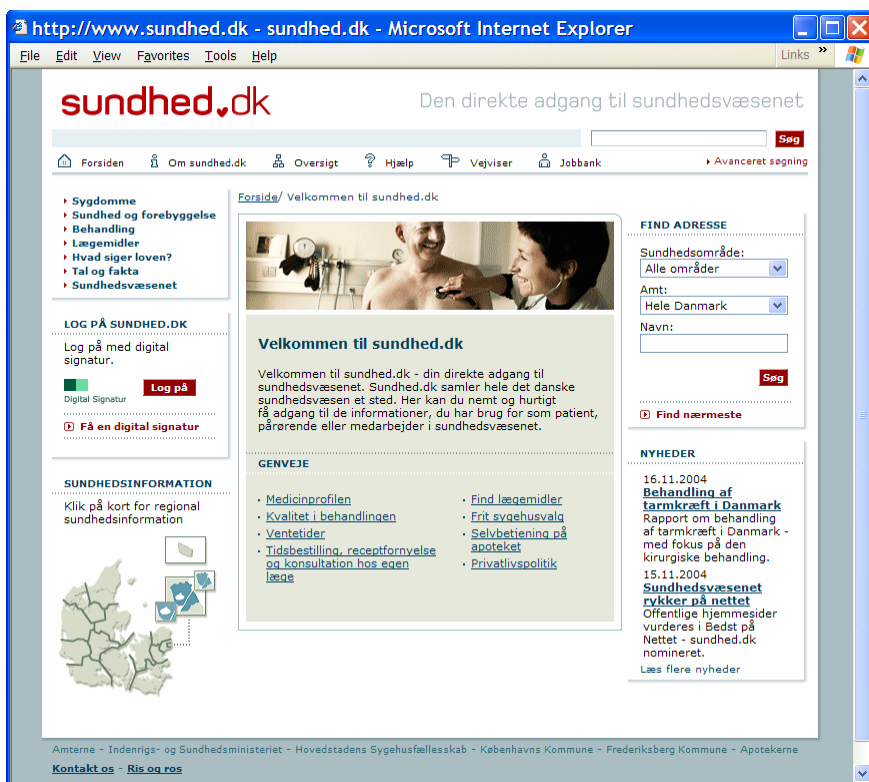 http://www.sundhed.dk - sundhed.dk - Microsoft Internet Explorer
File Edit View Favorites Tools Help Links »
sundhed.dk
Den direkte adgang til sundhedsvæsenet
Søg
Forsiden Om sundhed.dk Oversigt Hjælp Vejviser Jobbank Avanceret søgning
Sygdomme
Sundhed og forebyggelse
Behandling
Lægemidler
Hvad siger loven?
Tal og fakta
Sundhedsvæsenet
LOG PÅ SUNDHED.DK
Log på med digital
signatur.
Digital Signatur
Log på
Få en digital signatur
SUNDHEDSINFORMATION
Klik på kort for regional
sundhedsinformation
Forside/ Velkommen til sundhed.dk
Velkommen til sundhed.dk
Velkommen til sundhed.dk - din direkte adgang til
sundhedsvæsenet. Sundhed.dk samler hele det danske
sundhedsvæsen et sted. Her kan du nemt og hurtigt
få adgang til de informationer, du har brug for som patient,
pårørende eller medarbejder i sundhedsvæsenet.
GENVEJE
· Medicinprofilen
· Kvalitet i behandlingen
· Ventetider
· Tidsbestilling, receptfornyelse
og konsultation hos egen
læge
· Find lægemidler
· Frit sygehusvalg
· Selvbetjening på
apoteket
· Privatlivspolitik
FIND ADRESSE
Sundhedsområde:
Alle områder
Amt:
Hele Danmark
Navn:
Søg
Find nærmeste
NYHEDER
16.11.2004
Behandling af
tarmkræft i Danmark
Rapport om behandling
af tarmkræft i Danmark -
med fokus på den
kirurgiske behandling.
15.11.2004
Sundhedsvæsenet
rykker på nettet
Offentlige hjemmesider
vurderes i Bedst på
Nettet - sundhed.dk
nomineret.
Læs flere nyheder
Amterne - Indenrigs- og Sundhedsministeriet - Hovedstadens Sygehusfællesskab - Københavns Kommune - Frederiksberg Kommune - Apotekerne
Kontakt os - Ris og ros